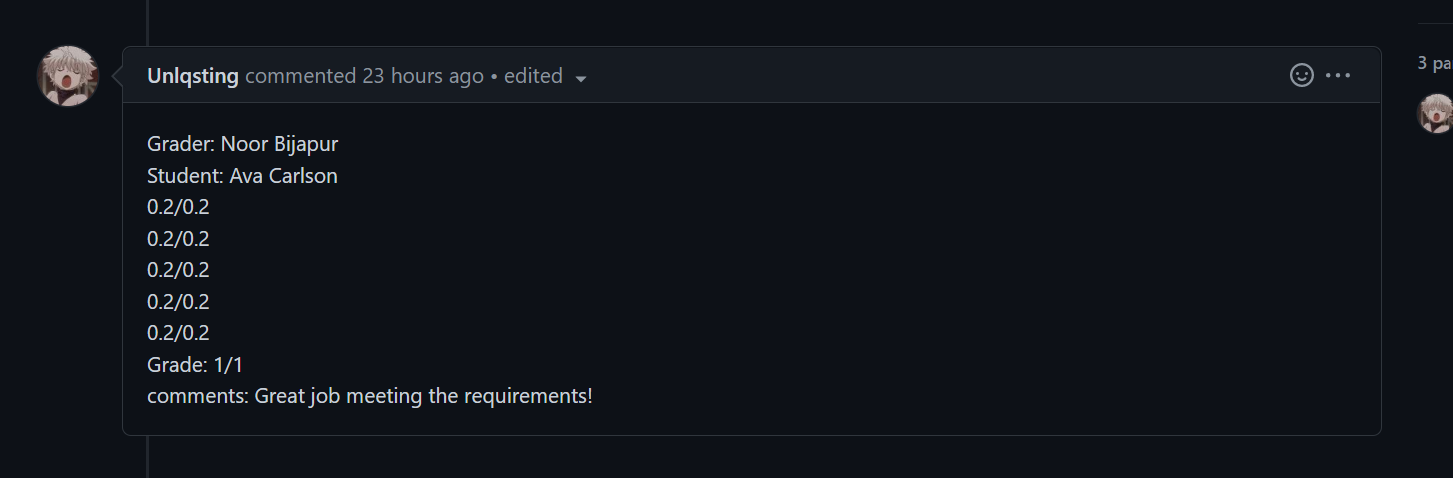 Unlqsting commented 23 hours ago • edited
Grader: Noor Bijapur
Student: Ava Carlson
0.2/0.2
0.2/0.2
0.2/0.2
0.2/0.2
0.2/0.2
Grade: 1/1
comments: Great job meeting the requirements!
3 pa